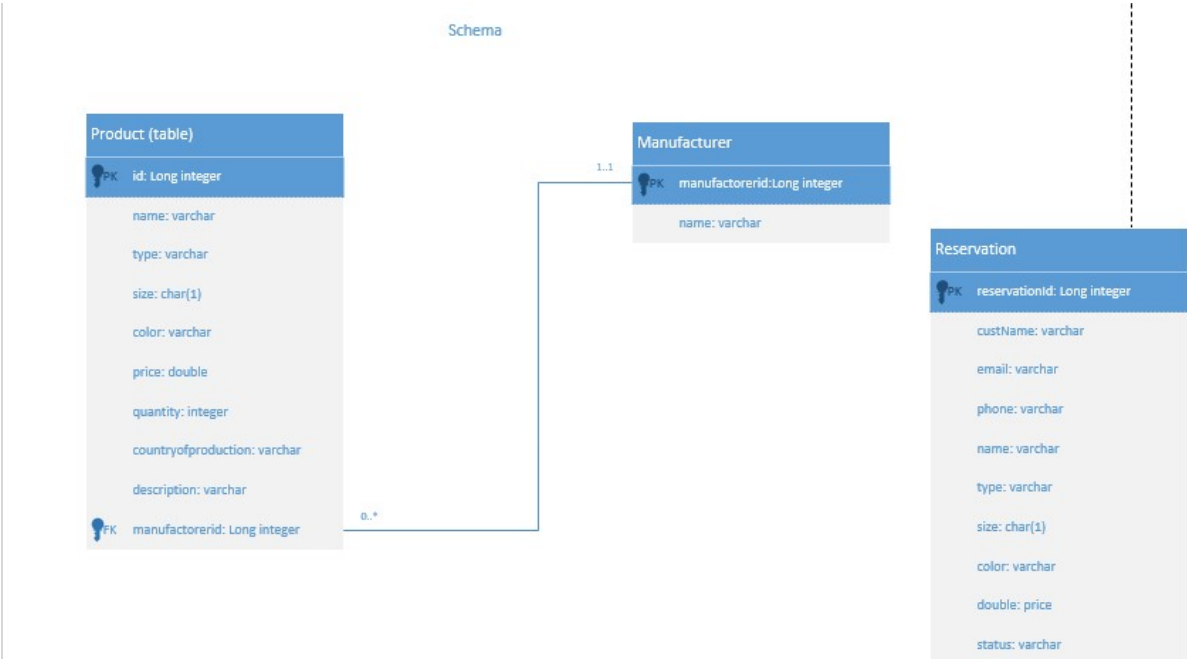 Schema
Product (table)
PK id: Long integer
name: varchar
type: varchar
size: char(1)
color: varchar
price: double
quantity: integer
countryofproduction: varchar
description: varchar
FK manufactorerid: Long integer
0..*
1..1
Manufacturer
PK manufactorerid:Long integer
name: varchar
Reservation
PK reservationId: Long integer
custName: varchar
email: varchar
phone: varchar
name: varchar
type: varchar
size: char(1)
color: varchar
double: price
status: varchar